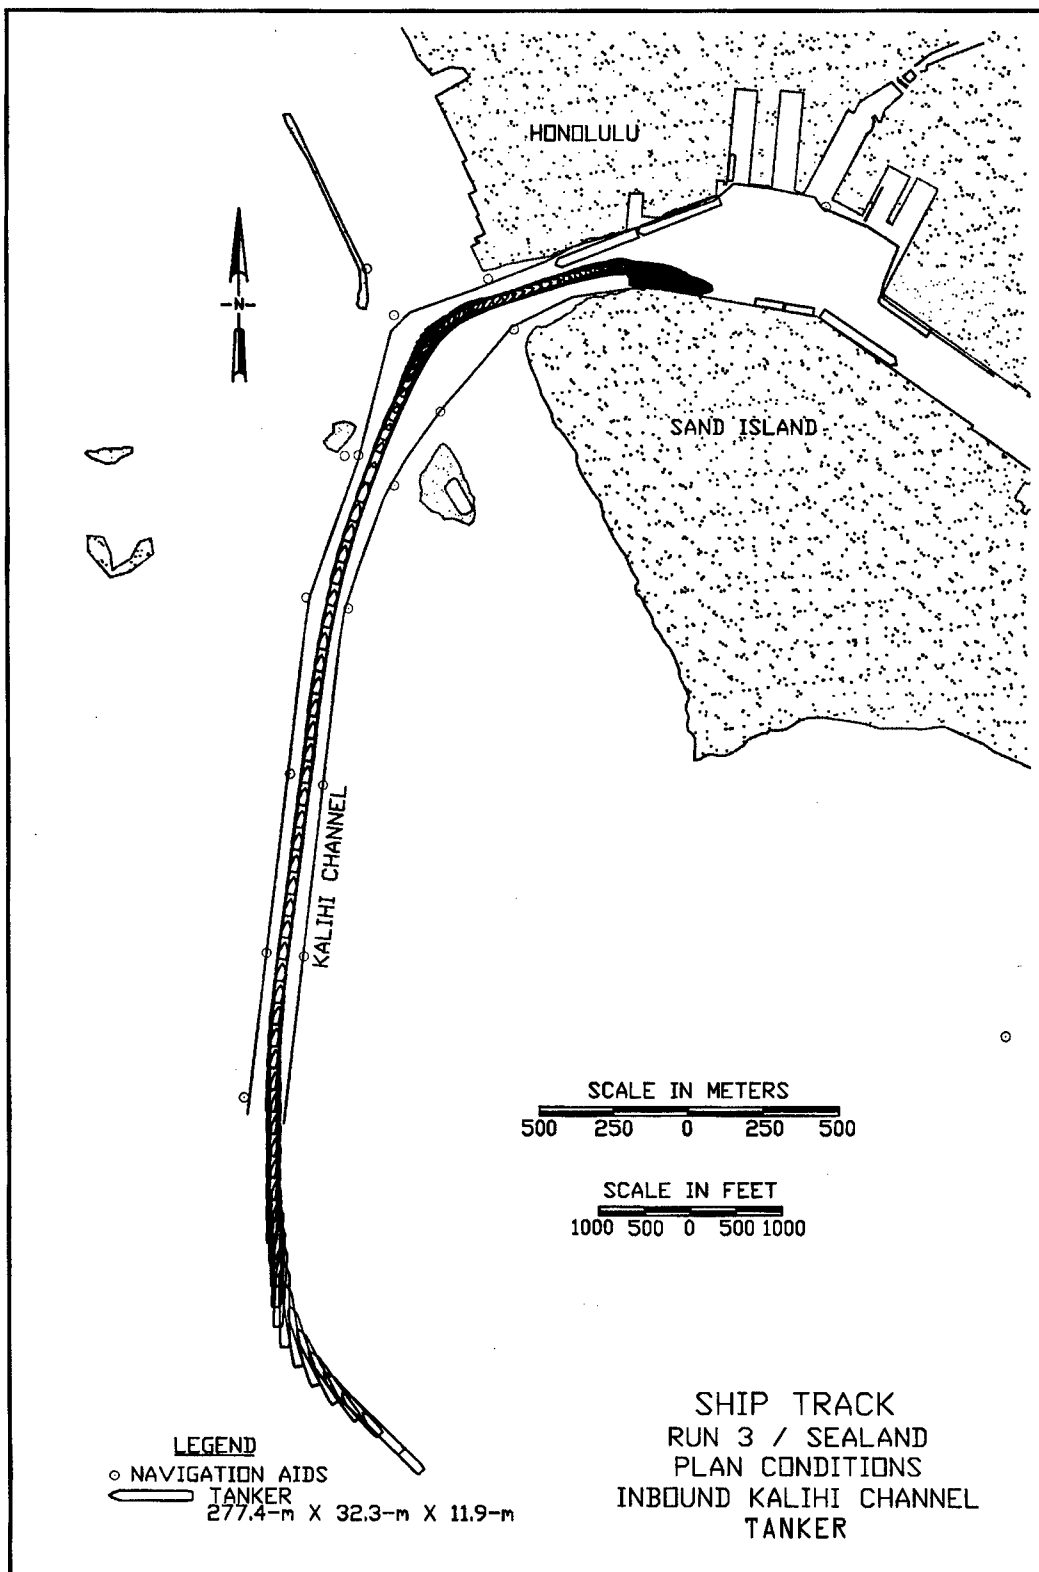 HONOLULU
-N-
SAND ISLAND
KALIHI CHANNEL
SCALE IN METERS
500 250 0 250 500
SCALE IN FEET
1000 500 0 500 1000
SHIP TRACK
RUN 3 / SEALAND
PLAN CONDITIONS
INBOUND KALIHI CHANNEL
TANKER
LEGEND
NAVIGATION AIDS
TANKER
277.4-m X 32.3-m X 11.9-m